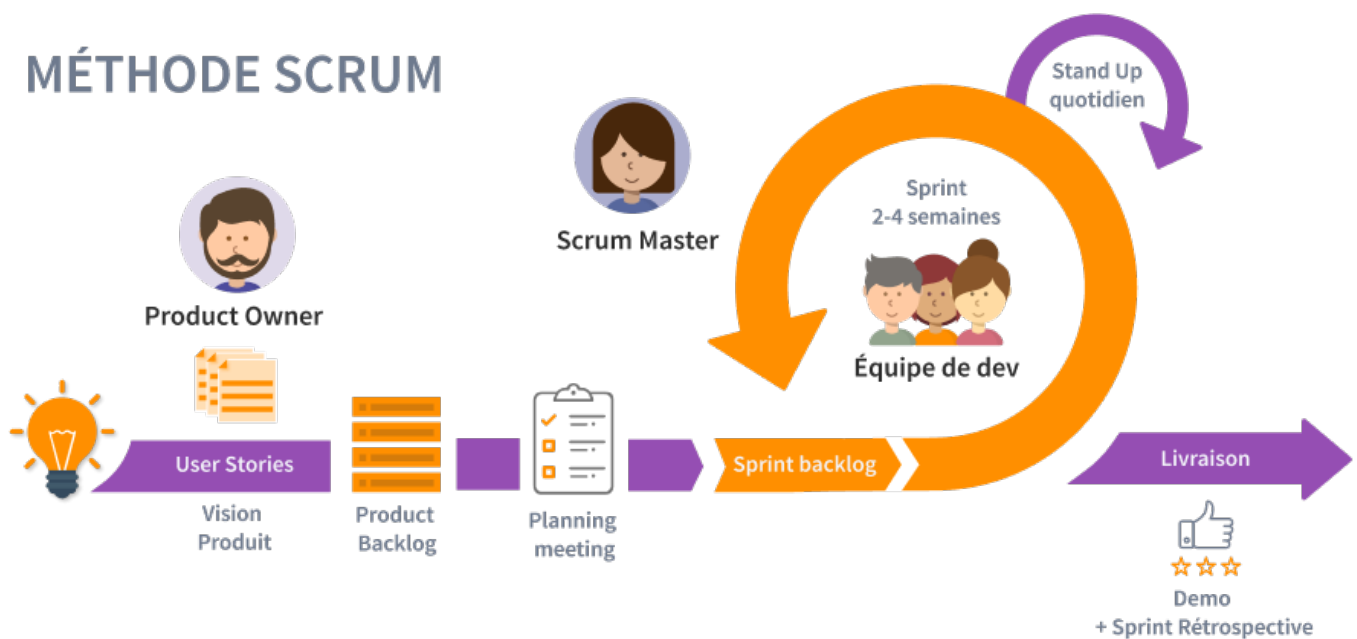 MÉTHODE SCRUM
Stand Up
quotidien
Sprint
2-4 semaines
Scrum Master
Product Owner
Équipe de dev
User Stories
Sprint backlog
Livraison
Vision
Produit
Product
Backlog
Planning
meeting
Demo
+ Sprint Rétrospective